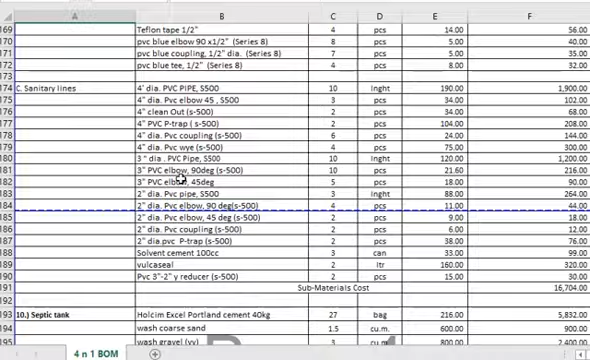 A B C D E F
169 Teflon tape 1/2" 4 pcs 14.00 56.00
170 pvc blue elbow 90 x1/2" (Series 8) 8 pcs 5.00 40.00
171 pvc blue coupling, 1/2" dia. (Series 8) 7 pcs 5.00 35.00
172 pvc blue tee, 1/2" (Series 8) 4 pcs 8.00 32.00
173
174 C. Sanitary lines 4' dia. PVC PIPE, S500 10 lnght 190.00 1,900.00
175 4" dia. Pvc elbow 45 , S500 3 pcs 34.00 102.00
176 4" clean Out (s-500) 2 pcs 34.00 68.00
177 4" PVC P-trap ( s-500) 2 pcs 104.00 208.00
178 4" dia. Pvc coupling (s-500) 6 pcs 24.00 144.00
179 4" dia. Pvc wye (s-500) 4 pcs 75.00 300.00
180 3 " dia . PVC Pipe, S500 10 lnght 120.00 1,200.00
181 3" PVC elbow, 90deg (s-500) 10 pcs 21.60 216.00
182 3" PVC elbow, 45deg 5 pcs 18.00 90.00
183 2" dia. Pvc pipe, S500 3 lnght 88.00 264.00
184 2" dia. Pvc elbow, 90 deg(s-500) 4 pcs 11.00 44.00
185 2" dia. Pvc elbow, 45 deg (s-500) 2 pcs 9.00 18.00
186 2" dia. Pvc coupling (s-500) 2 pcs 6.00 12.00
187 2" dia.pvc P-trap (s-500) 2 pcs 38.00 76.00
188 Solvent cement 100cc 3 can 33.00 99.00
189 vulcaseal 2 ltr 160.00 320.00
190 Pvc 3"-2" y reducer (s-500) 2 pcs 15.00 30.00
191 Sub-Materials Cost 16,704.00
192
193 10.) Septic tank Holcim Excel Portland cement 40kg 27 bag 216.00 5,832.00
194 wash coarse sand 1.5 cu.m. 600.00 900.00
195 wash gravel 3 cu.m. 800.00 2,400.00
4 n 1 BOM